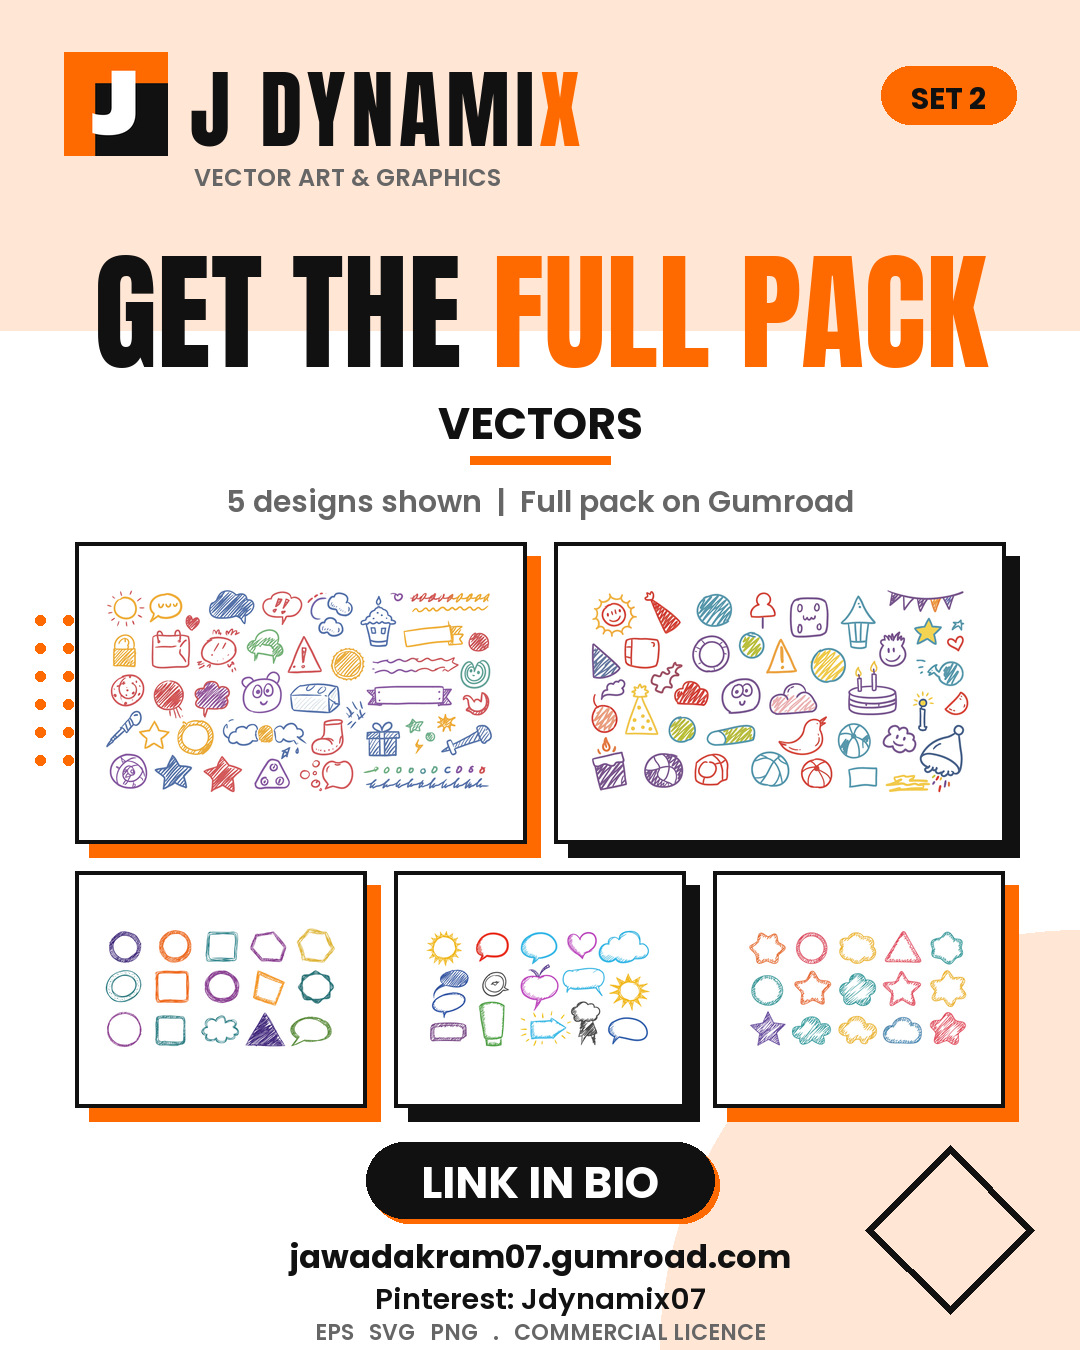 J
J DYNAMIX
VECTOR ART & GRAPHICS
SET 2
GET THE FULL PACK
VECTORS
5 designs shown | Full pack on Gumroad
LINK IN BIO
jawadakram07.gumroad.com
Pinterest: Jdynamix07
EPS SVG PNG . COMMERCIAL LICENCE